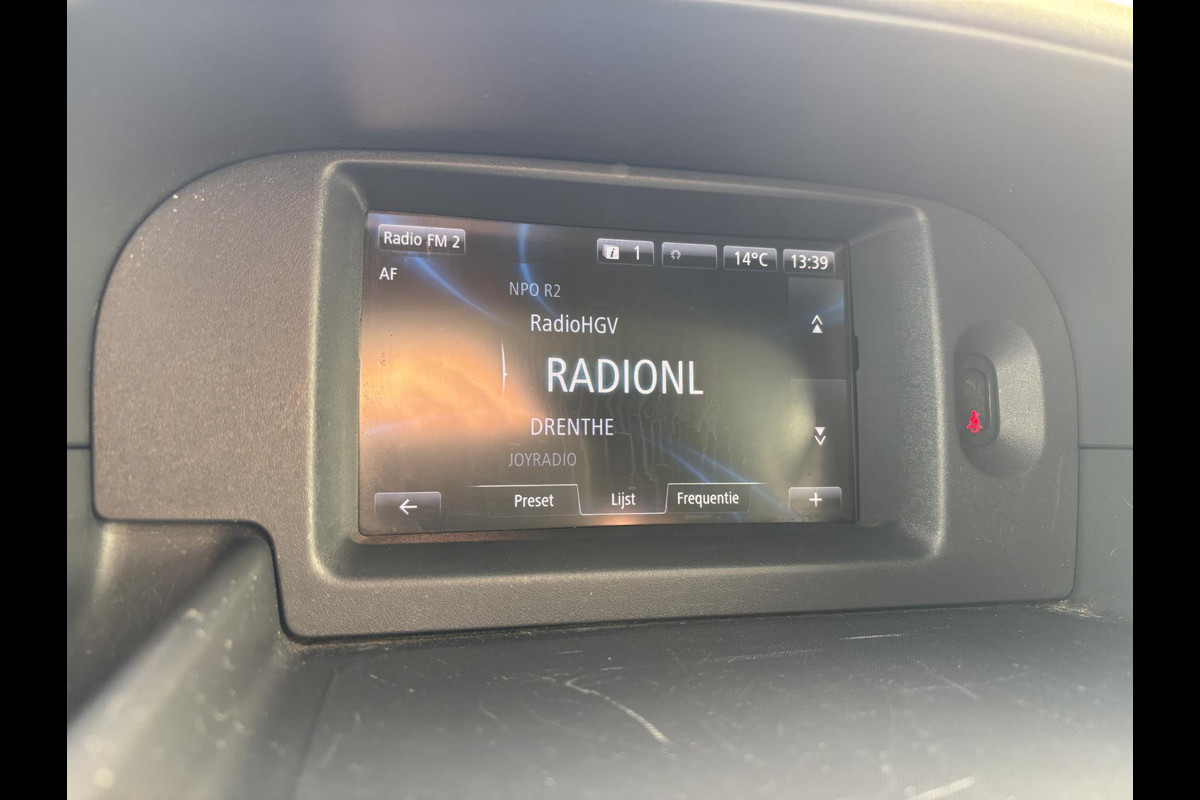 Radio FM 2
1
14°C
13:39
AF
NPO R2
RadioHGV
RADIONL
DRENTHE
JOYRADIO
Preset
Lijst
Frequentie
+